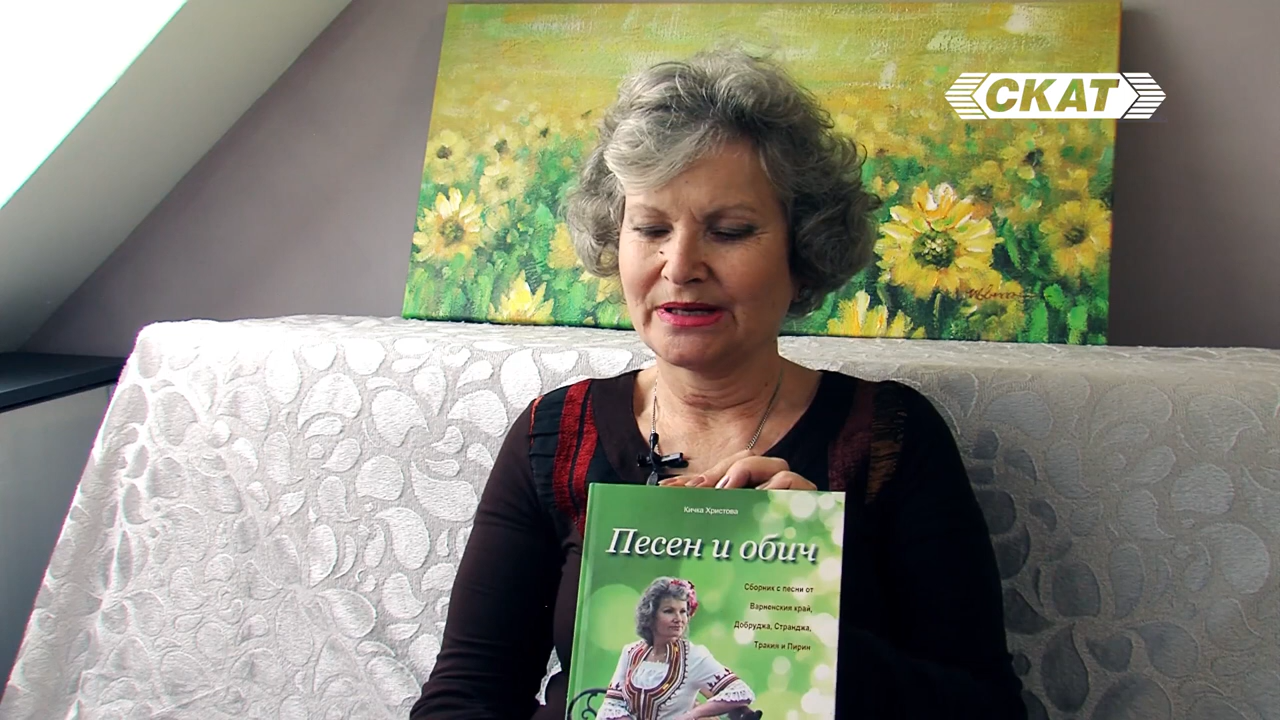 СКАТ
Кичка Христова
Песен и обич
Сборник с песни от
Варненския край,
Добруджа, Странджа,
Тракия и Пирин